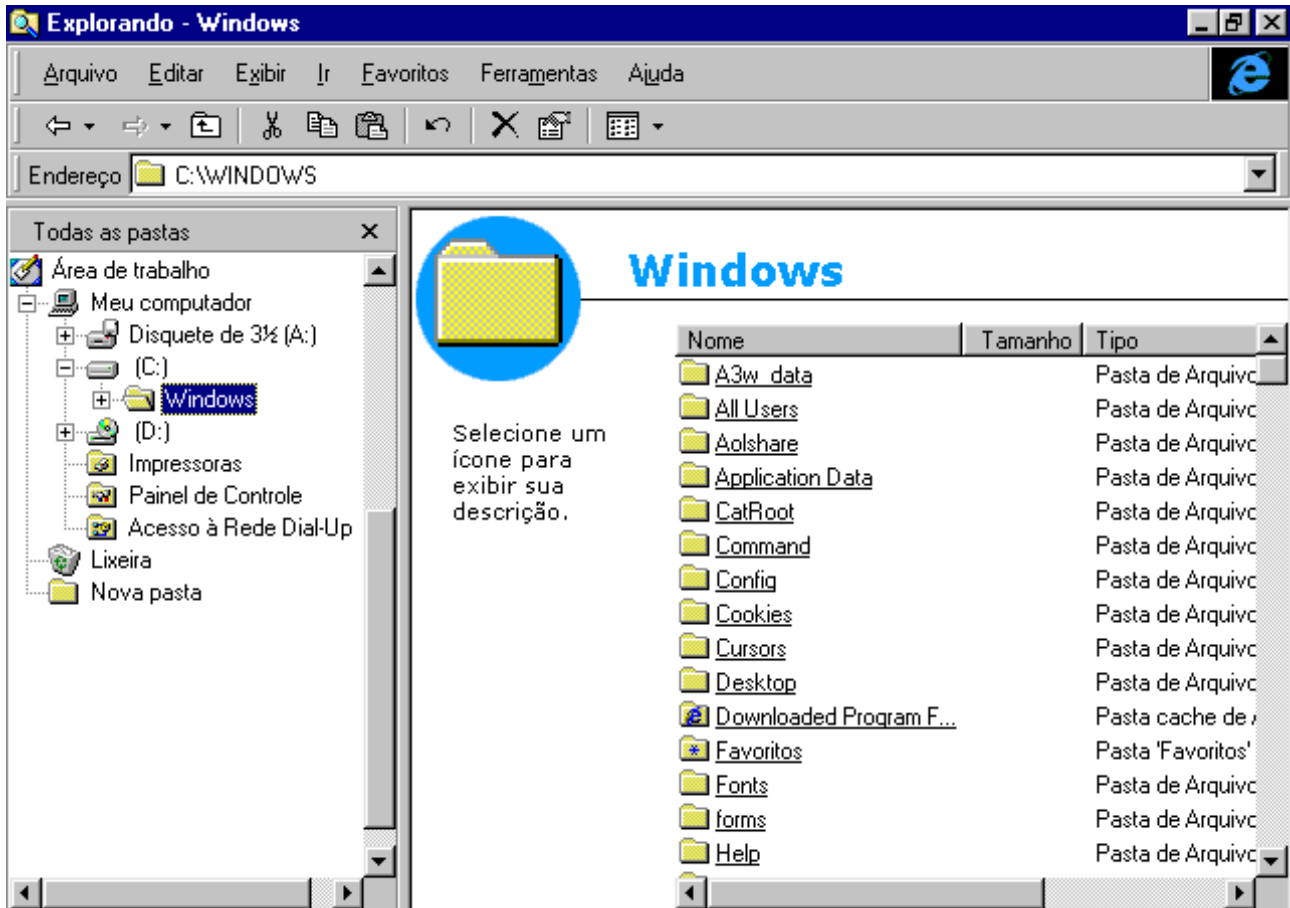 Explorando - Windows
Arquivo Editar Exibir Ir Favoritos Ferramentas Ajuda
Endereço C:\WINDOWS
Todas as pastas
Área de trabalho
Meu computador
Disquete de 3½ (A:)
(C:)
Windows
(D:)
Impressoras
Painel de Controle
Acesso à Rede Dial-Up
Lixeira
Nova pasta
Windows
Selecione um
ícone para
exibir sua
descrição.
Nome Tamanho Tipo
A3w_data Pasta de Arquivo
All Users Pasta de Arquivo
Aolshare Pasta de Arquivo
Application Data Pasta de Arquivo
CatRoot Pasta de Arquivo
Command Pasta de Arquivo
Config Pasta de Arquivo
Cookies Pasta de Arquivo
Cursors Pasta de Arquivo
Desktop Pasta de Arquivo
Downloaded Program F... Pasta cache de
Favoritos Pasta 'Favoritos'
Fonts Pasta de Arquivo
forms Pasta de Arquivo
Help Pasta de Arquivo